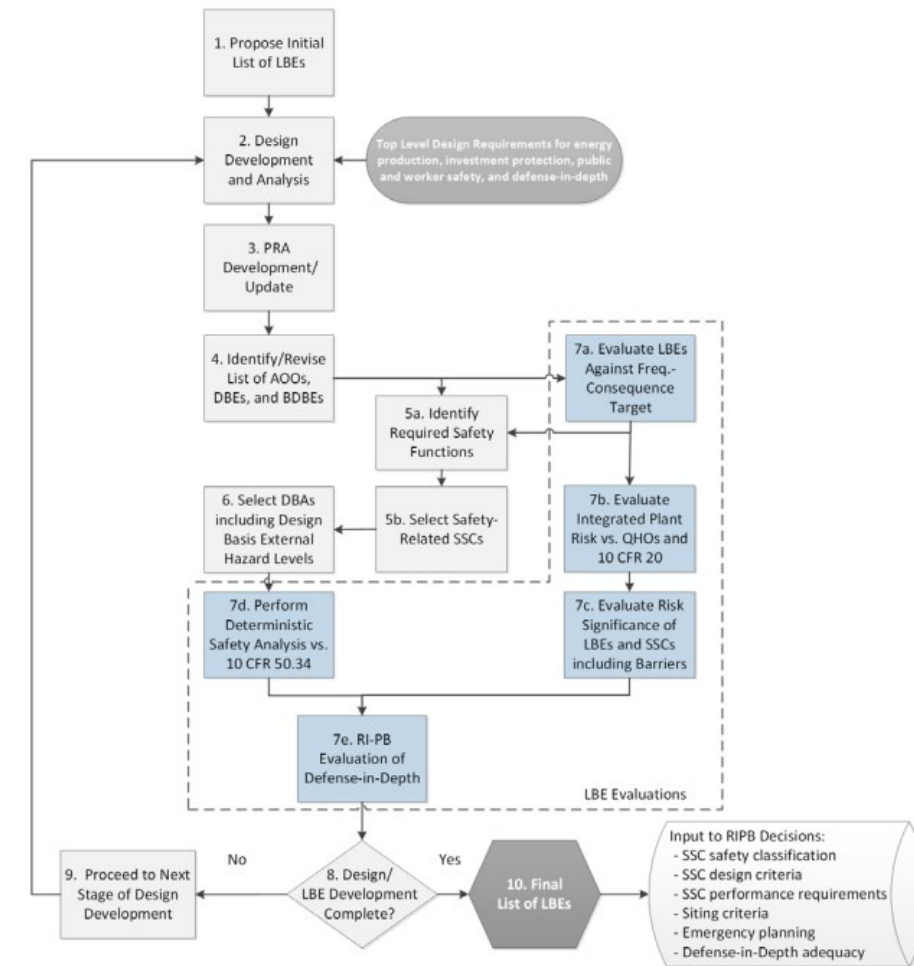 1. Propose Initial
List of LBEs
2. Design
Development
and Analysis
Top Level Design Requirements for energy
production, investment protection, public
and worker safety, and defense-in-depth
3. PRA
Development/
Update
4. Identify/Revise
List of AOOs,
DBEs, and BDBEs
7a. Evaluate LBEs
Against Freq.-
Consequence
Target
5a. Identify
Required Safety
Functions
6. Select DBAs
including Design
Basis External
Hazard Levels
5b. Select Safety-
Related SSCs
7b. Evaluate
Integrated Plant
Risk vs. QHOs and
10 CFR 20
7d. Perform
Deterministic
Safety Analysis vs.
10 CFR 50.34
7c. Evaluate Risk
Significance of
LBEs and SSCs
including Barriers
7e. RI-PB
Evaluation of
Defense-in-Depth
LBE Evaluations
9. Proceed to Next
Stage of Design
Development
No
8. Design/
LBE Development
Complete?
Yes
10. Final
List of LBEs
Input to RIPB Decisions:
- SSC safety classification
- SSC design criteria
- SSC performance requirements
- Siting criteria
- Emergency planning
- Defense-in-Depth adequacy